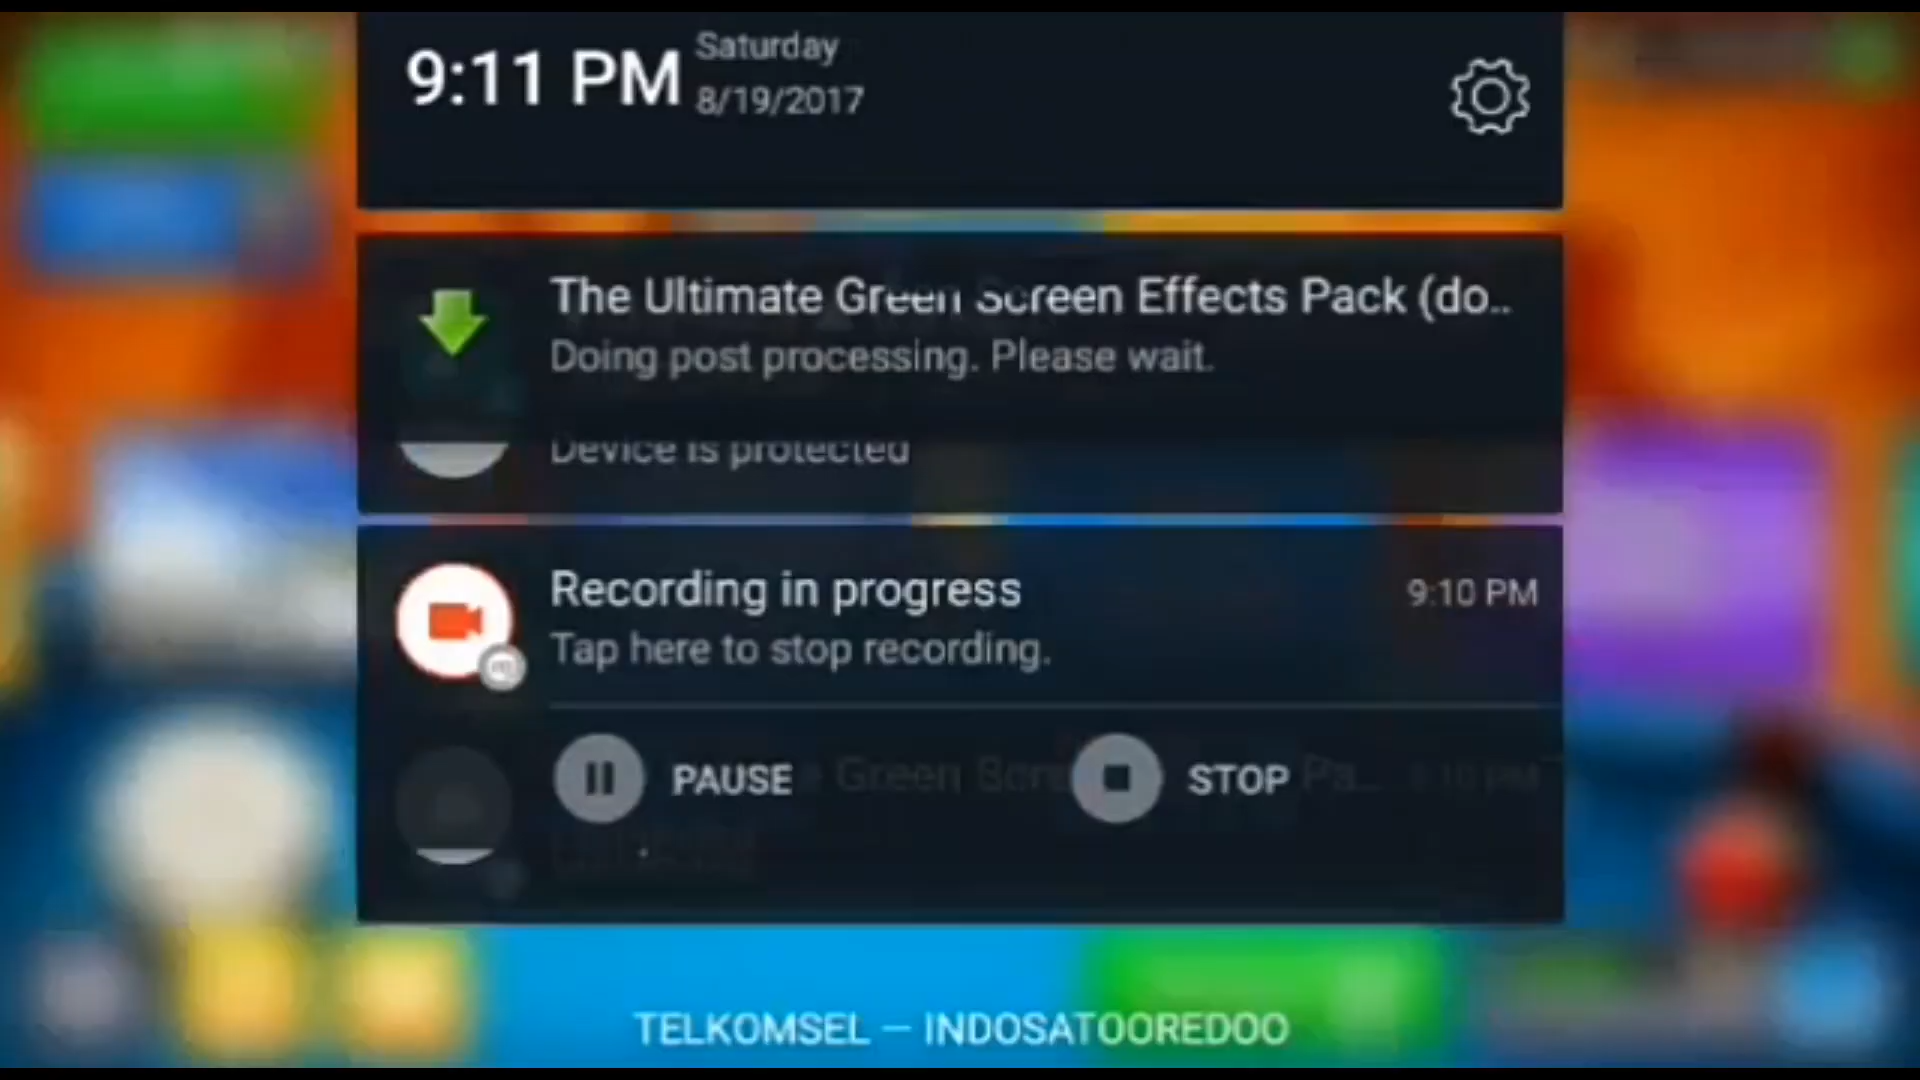 9:11 PM
Saturday
8/19/2017
The Ultimate Green Screen Effects Pack (do..
Doing post processing. Please wait.
Device is protected
Recording in progress
9:10 PM
Tap here to stop recording.
PAUSE
STOP
TELKOMSEL — INDOSATOOREDOO